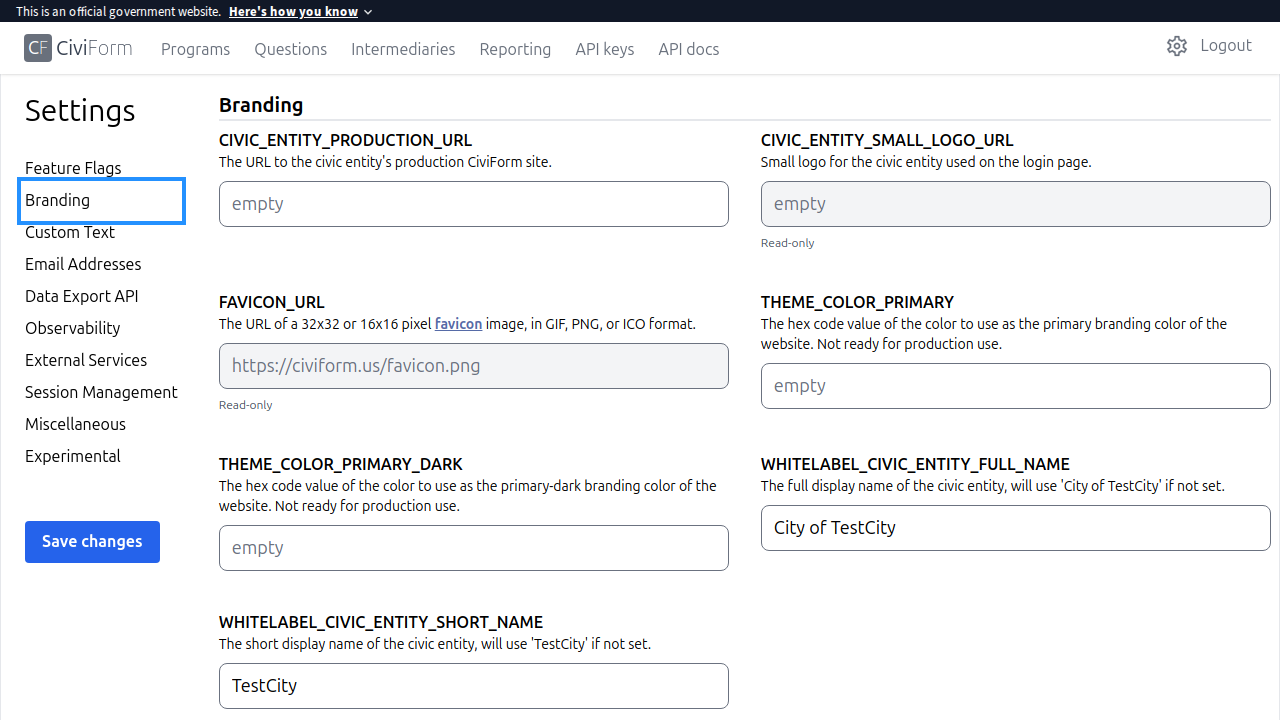 This is an official government website. Here's how you know
CF CiviForm Programs Questions Intermediaries Reporting API keys API docs Logout
Settings
Feature Flags
Branding
Custom Text
Email Addresses
Data Export API
Observability
External Services
Session Management
Miscellaneous
Experimental
Save changes
Branding
CIVIC_ENTITY_PRODUCTION_URL
The URL to the civic entity's production CiviForm site.
empty
CIVIC_ENTITY_SMALL_LOGO_URL
Small logo for the civic entity used on the login page.
empty
Read-only
FAVICON_URL
The URL of a 32x32 or 16x16 pixel favicon image, in GIF, PNG, or ICO format.
https://civiform.us/favicon.png
Read-only
THEME_COLOR_PRIMARY
The hex code value of the color to use as the primary branding color of the
website. Not ready for production use.
empty
THEME_COLOR_PRIMARY_DARK
The hex code value of the color to use as the primary-dark branding color of the
website. Not ready for production use.
empty
WHITELABEL_CIVIC_ENTITY_FULL_NAME
The full display name of the civic entity, will use 'City of TestCity' if not set.
City of TestCity
WHITELABEL_CIVIC_ENTITY_SHORT_NAME
The short display name of the civic entity, will use 'TestCity' if not set.
TestCity